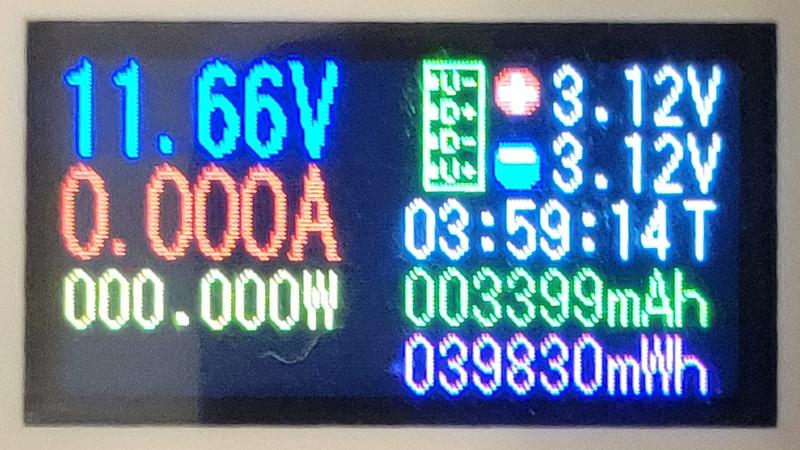 11.66V
0.000A
000.000W
-V-
-D+
-D-
-V+
+ 3.12V
- 3.12V
03:59:14T
003399mAh
039830mWh